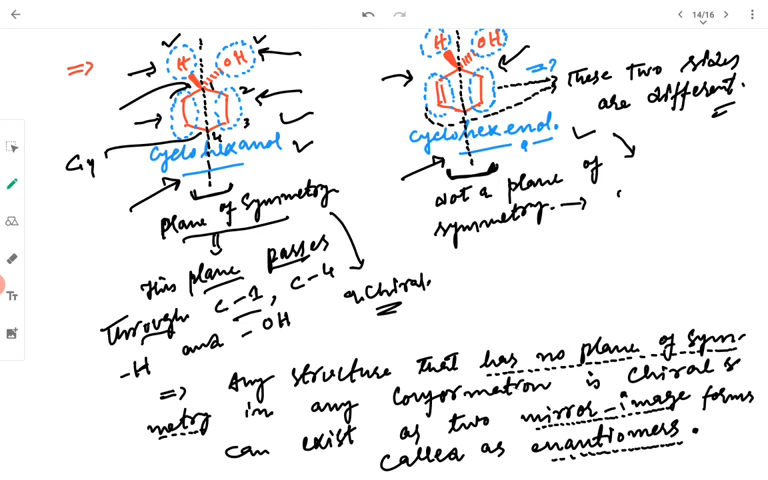 14/16
H OH
H OH
⇒
1
2
3
4
⇒ These two sides
are different.
C-4
cyclohexanol
cyclohexenol.
plane of symmetry
Not a plane of
symmetry. →
This plane passes
through C-1, C-4
-H and -OH
achiral.
⇒ Any structure that has no plane of sym-
metry in any conformation is chiral &
can exist as two mirror-image forms
called as enantiomers.